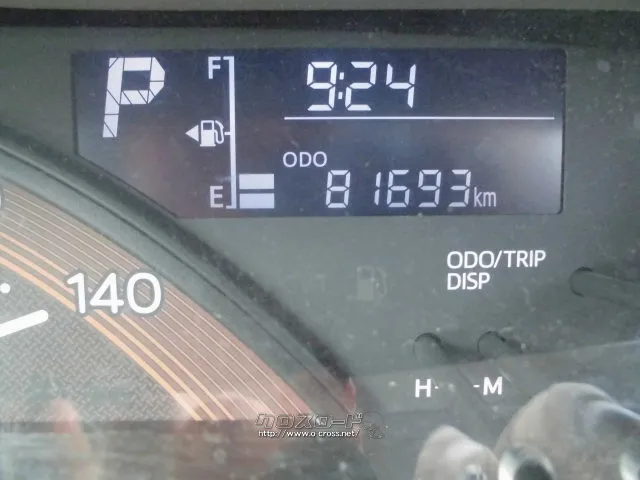 P
F
9:24
ODO
E
81693km
ODO/TRIP
DISP
140
H· ·M
クロスロード
http://www.o-cross.net/